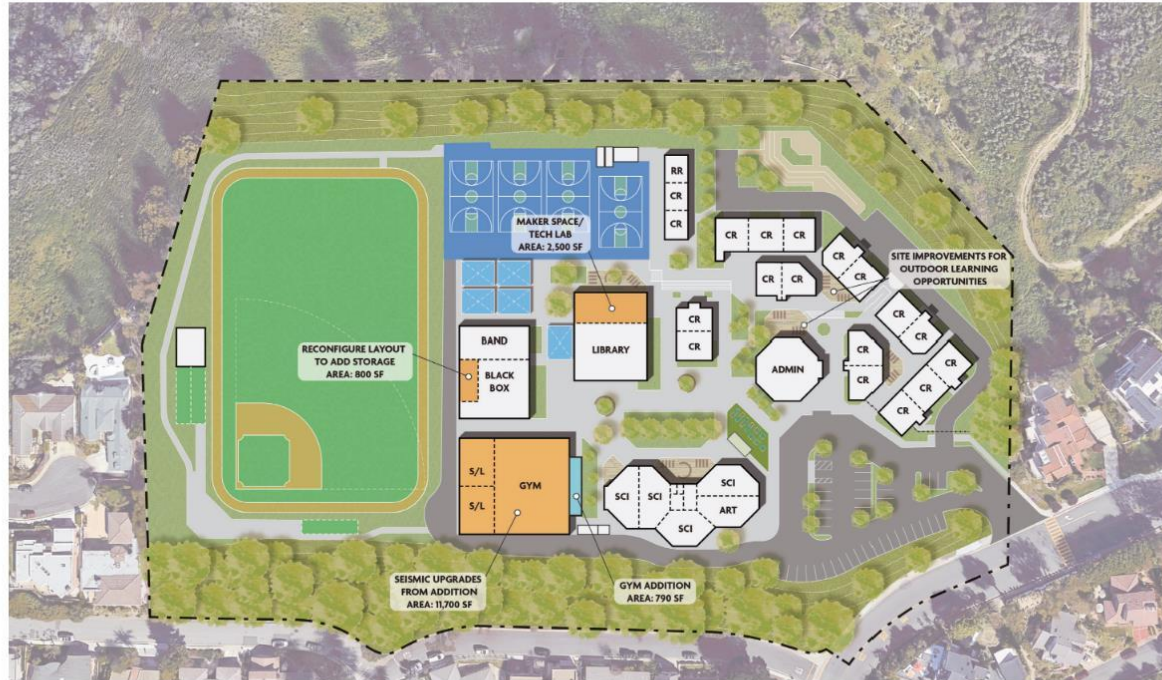 RR
CR
CR
MAKER SPACE/
TECH LAB
AREA: 2,500 SF
CR
CR
CR
CR
CR
SITE IMPROVEMENTS FOR
OUTDOOR LEARNING
OPPORTUNITIES
CR
CR
CR
CR
CR
CR
RECONFIGURE LAYOUT
TO ADD STORAGE
AREA: 800 SF
BAND
BLACK
BOX
LIBRARY
ADMIN
CR
CR
CR
CR
CR
S/L
S/L
GYM
SCI
SCI
SCI
SCI
ART
SEISMIC UPGRADES
FROM ADDITION
AREA: 11,700 SF
GYM ADDITION
AREA: 790 SF